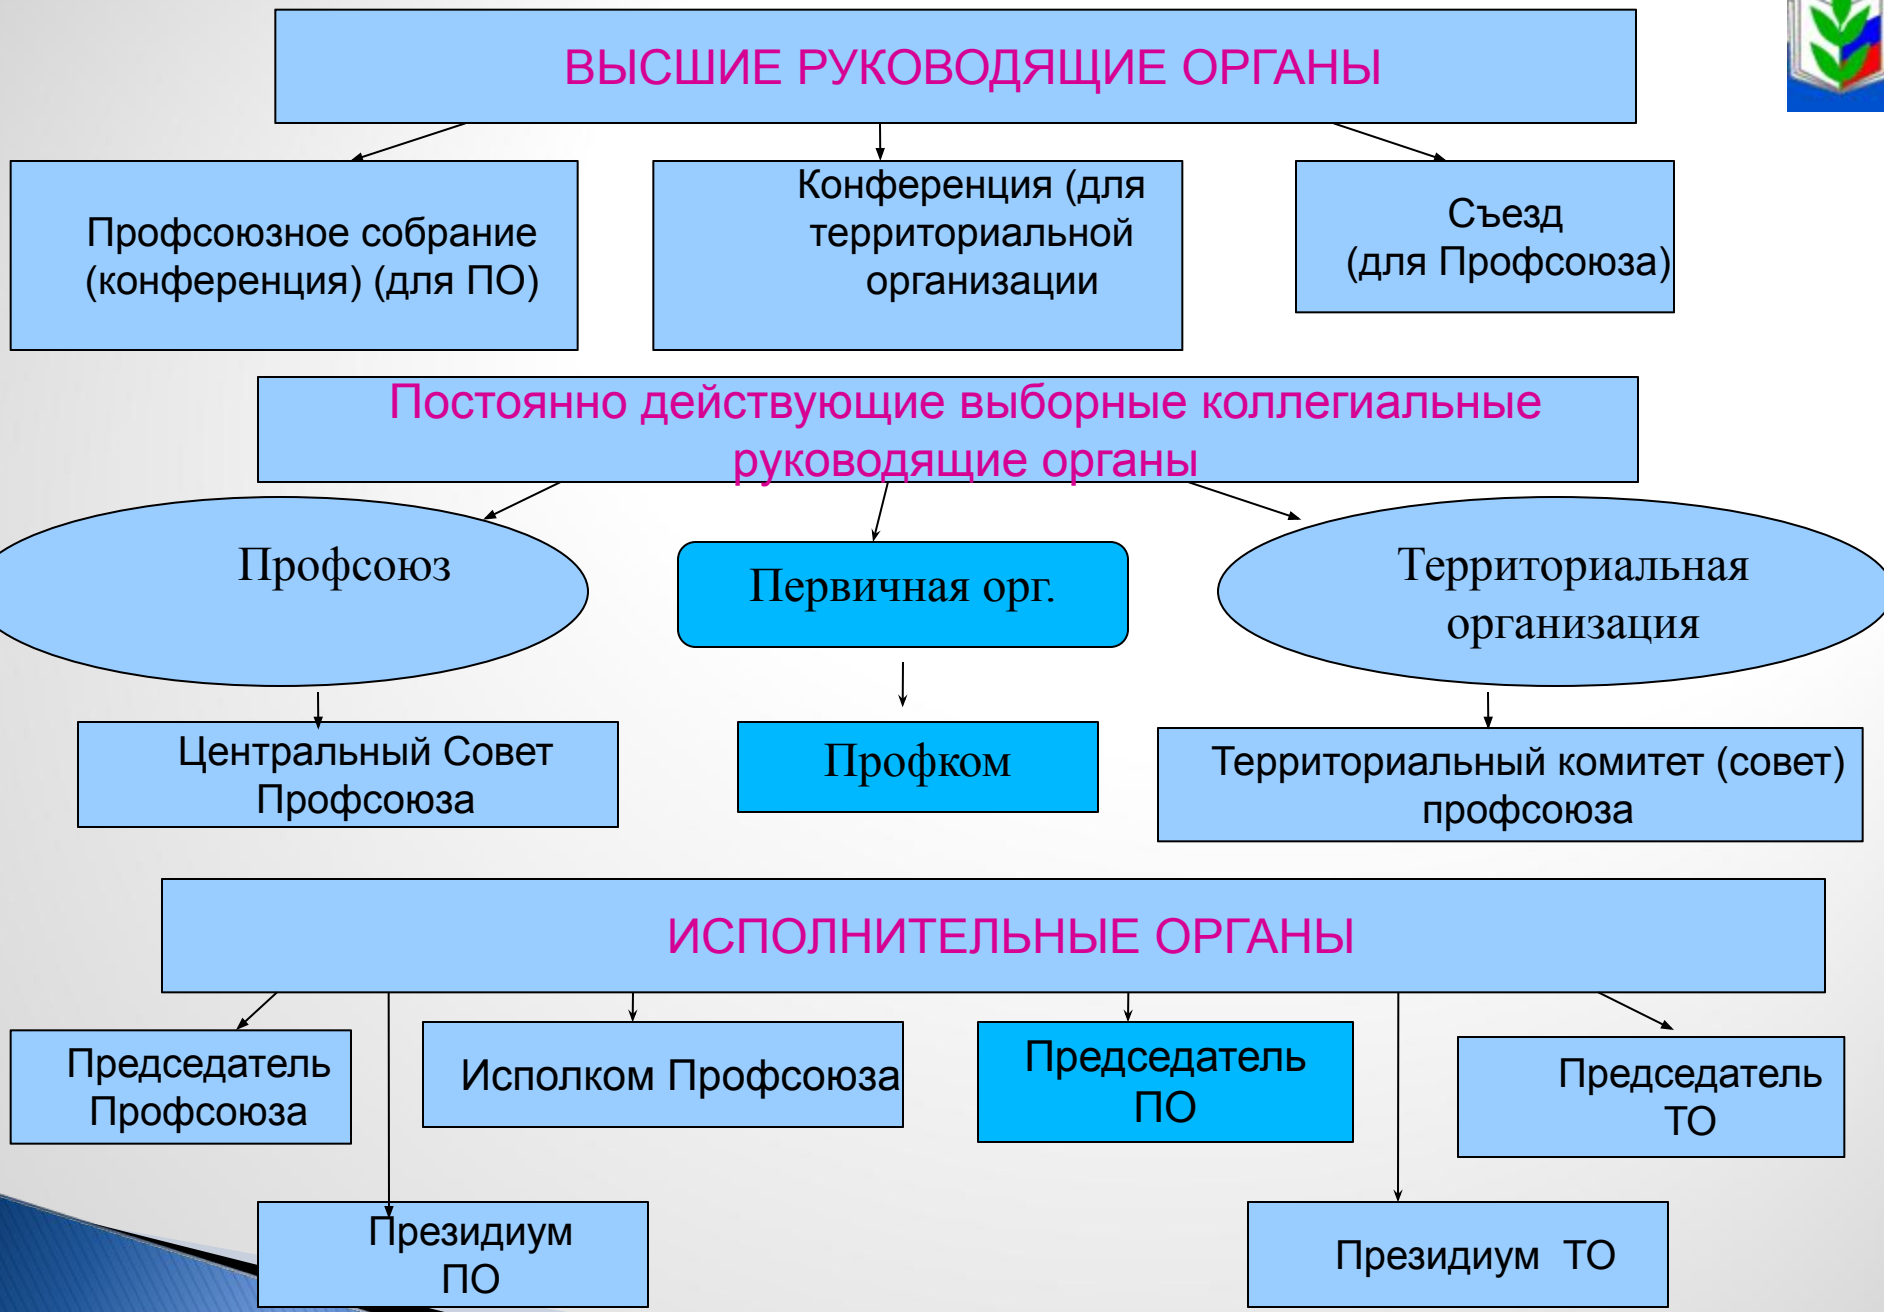 ВЫСШИЕ РУКОВОДЯЩИЕ ОРГАНЫ
Профсоюзное собрание
(конференция) (для ПО)
Конференция (для
территориальной
организации
Съезд
(для Профсоюза)
Постоянно действующие выборные коллегиальные
руководящие органы
Профсоюз
Первичная орг.
Территориальная
организация
Центральный Совет
Профсоюза
Профком
Территориальный комитет (совет)
профсоюза
ИСПОЛНИТЕЛЬНЫЕ ОРГАНЫ
Председатель
Профсоюза
Исполком Профсоюза
Председатель
ПО
Председатель
ТО
Президиум
ПО
Президиум ТО